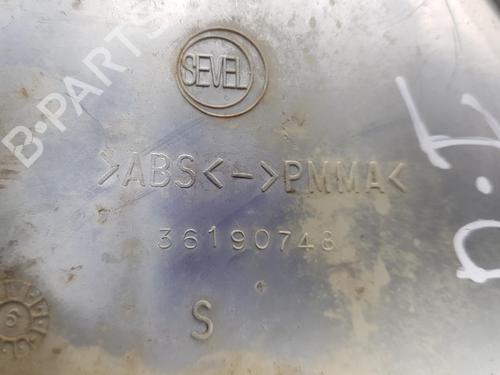 SEVEL
B-PARTS
>ABS<->PMMA<
36190748
S